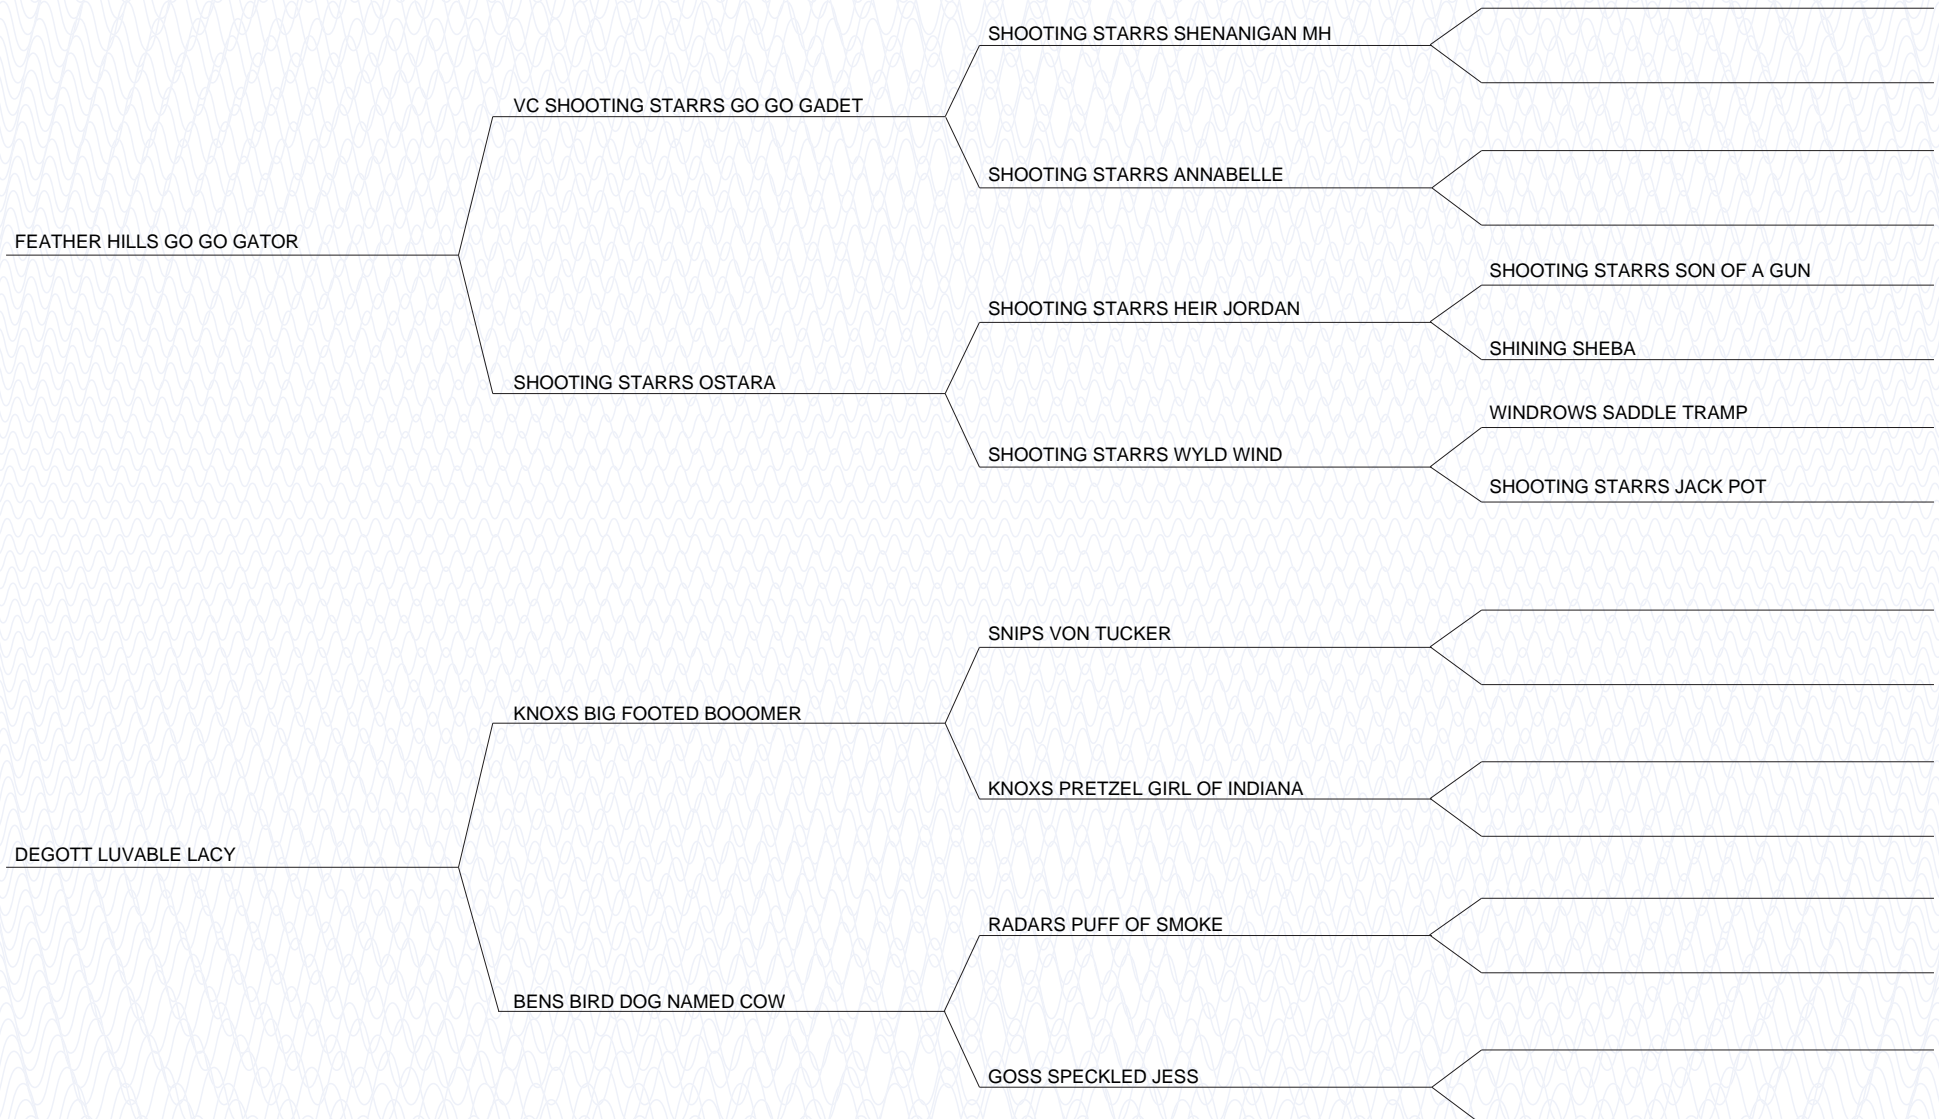 SHOOTING STARRS SHENANIGAN MH
VC SHOOTING STARRS GO GO GADET
SHOOTING STARRS ANNABELLE
FEATHER HILLS GO GO GATOR
SHOOTING STARRS SON OF A GUN
SHOOTING STARRS HEIR JORDAN
SHINING SHEBA
SHOOTING STARRS OSTARA
WINDROWS SADDLE TRAMP
SHOOTING STARRS WYLD WIND
SHOOTING STARRS JACK POT
SNIPS VON TUCKER
KNOXS BIG FOOTED BOOOMER
KNOXS PRETZEL GIRL OF INDIANA
DEGOTT LUVABLE LACY
RADARS PUFF OF SMOKE
BENS BIRD DOG NAMED COW
GOSS SPECKLED JESS